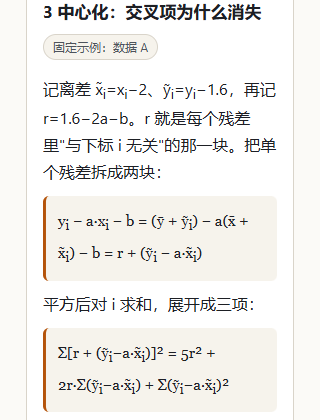 3 中心化：交叉项为什么消失
固定示例：数据 A
记离差 x̃ᵢ=xᵢ−2、ỹᵢ=yᵢ−1.6，再记
r=1.6−2a−b。r 就是每个残差
里"与下标 i 无关"的那一块。把单
个残差拆成两块：
yᵢ − a·xᵢ − b = (ȳ + ỹᵢ) − a(x̄ +
x̃ᵢ) − b = r + (ỹᵢ−a·x̃ᵢ)
平方后对 i 求和，展开成三项：
Σ[r + (ỹᵢ−a·x̃ᵢ)]² = 5r² +
2r·Σ(ỹᵢ−a·x̃ᵢ) + Σ(ỹᵢ−a·x̃ᵢ)²